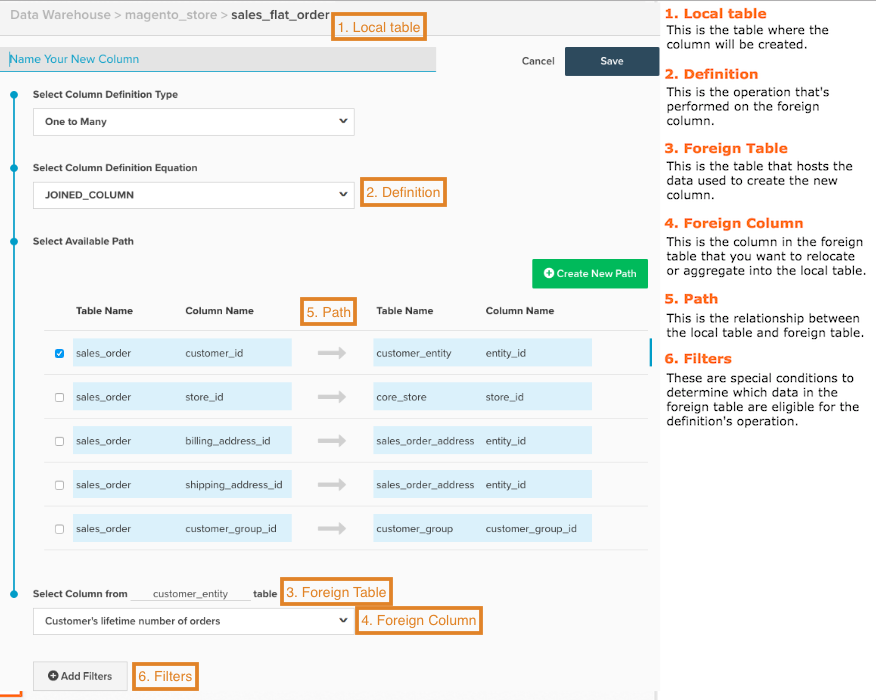 Data Warehouse > magento_store > sales_flat_order
1. Local table
Name Your New Column
Cancel
Save
Select Column Definition Type
One to Many
Select Column Definition Equation
JOINED_COLUMN
2. Definition
Select Available Path
Create New Path
Table Name Column Name 5. Path Table Name Column Name
sales_order customer_id customer_entity entity_id
sales_order store_id core_store store_id
sales_order billing_address_id sales_order_address entity_id
sales_order shipping_address_id sales_order_address entity_id
sales_order customer_group_id customer_group customer_group_id
Select Column from customer_entity table
3. Foreign Table
Customer's lifetime number of orders
4. Foreign Column
Add Filters
6. Filters
1. Local table
This is the table where the
column will be created.
2. Definition
This is the operation that's
performed on the foreign
column.
3. Foreign Table
This is the table that hosts the
data used to create the new
column.
4. Foreign Column
This is the column in the foreign
table that you want to relocate
or aggregate into the local table.
5. Path
This is the relationship between
the local table and foreign table.
6. Filters
These are special conditions to
determine which data in the
foreign table are eligible for the
definition's operation.